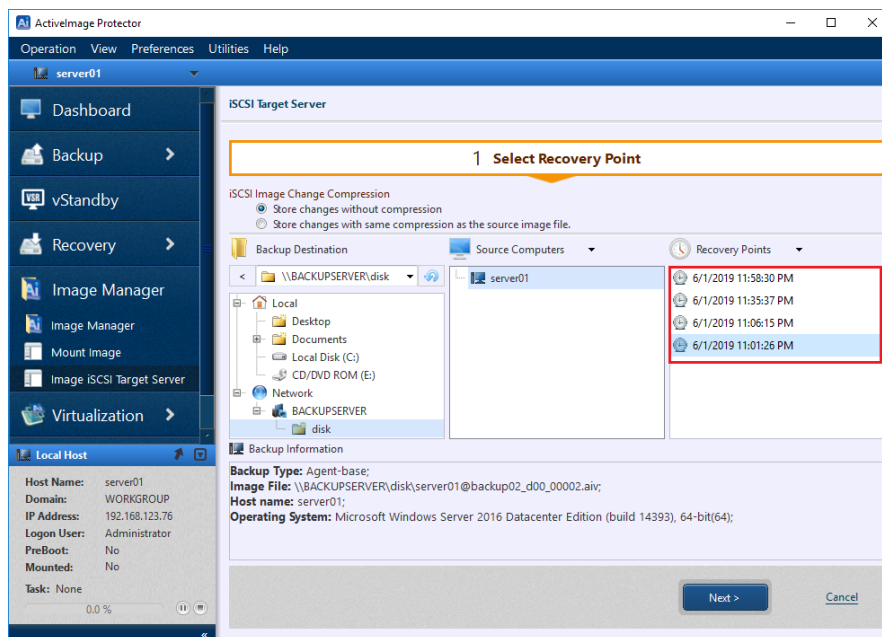 ActiveImage Protector
Operation View Preferences Utilities Help
server01
Dashboard
Backup
vStandby
Recovery
Image Manager
Image Manager
Mount Image
Image iSCSI Target Server
Virtualization
Local Host
Host Name: server01
Domain: WORKGROUP
IP Address: 192.168.123.76
Logon User: Administrator
PreBoot: No
Mounted: No
Task: None
0.0 %
iSCSI Target Server
1 Select Recovery Point
iSCSI Image Change Compression
Store changes without compression
Store changes with same compression as the source image file.
Backup Destination
\\BACKUPSERVER\disk
Local
Desktop
Documents
Local Disk (C:)
CD/DVD ROM (E:)
Network
BACKUPSERVER
disk
Source Computers
server01
Recovery Points
6/1/2019 11:58:30 PM
6/1/2019 11:35:37 PM
6/1/2019 11:06:15 PM
6/1/2019 11:01:26 PM
Backup Information
Backup Type: Agent-base;
Image File: \\BACKUPSERVER\disk\server01@backup02_d00_00002.aiv;
Host name: server01;
Operating System: Microsoft Windows Server 2016 Datacenter Edition (build 14393), 64-bit(64);
Next >
Cancel